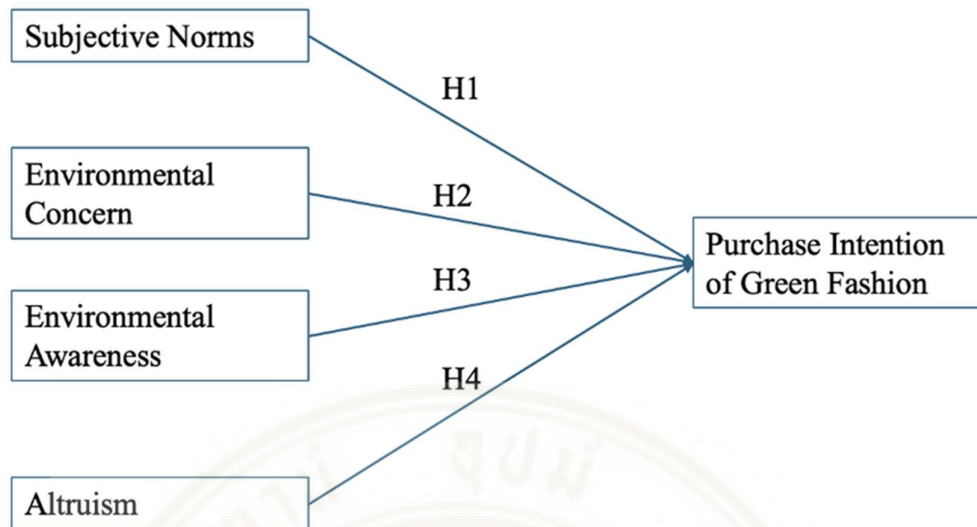 Subjective Norms
H1
Environmental
Concern
H2
Purchase Intention
of Green Fashion
Environmental
Awareness
H3
H4
Altruism